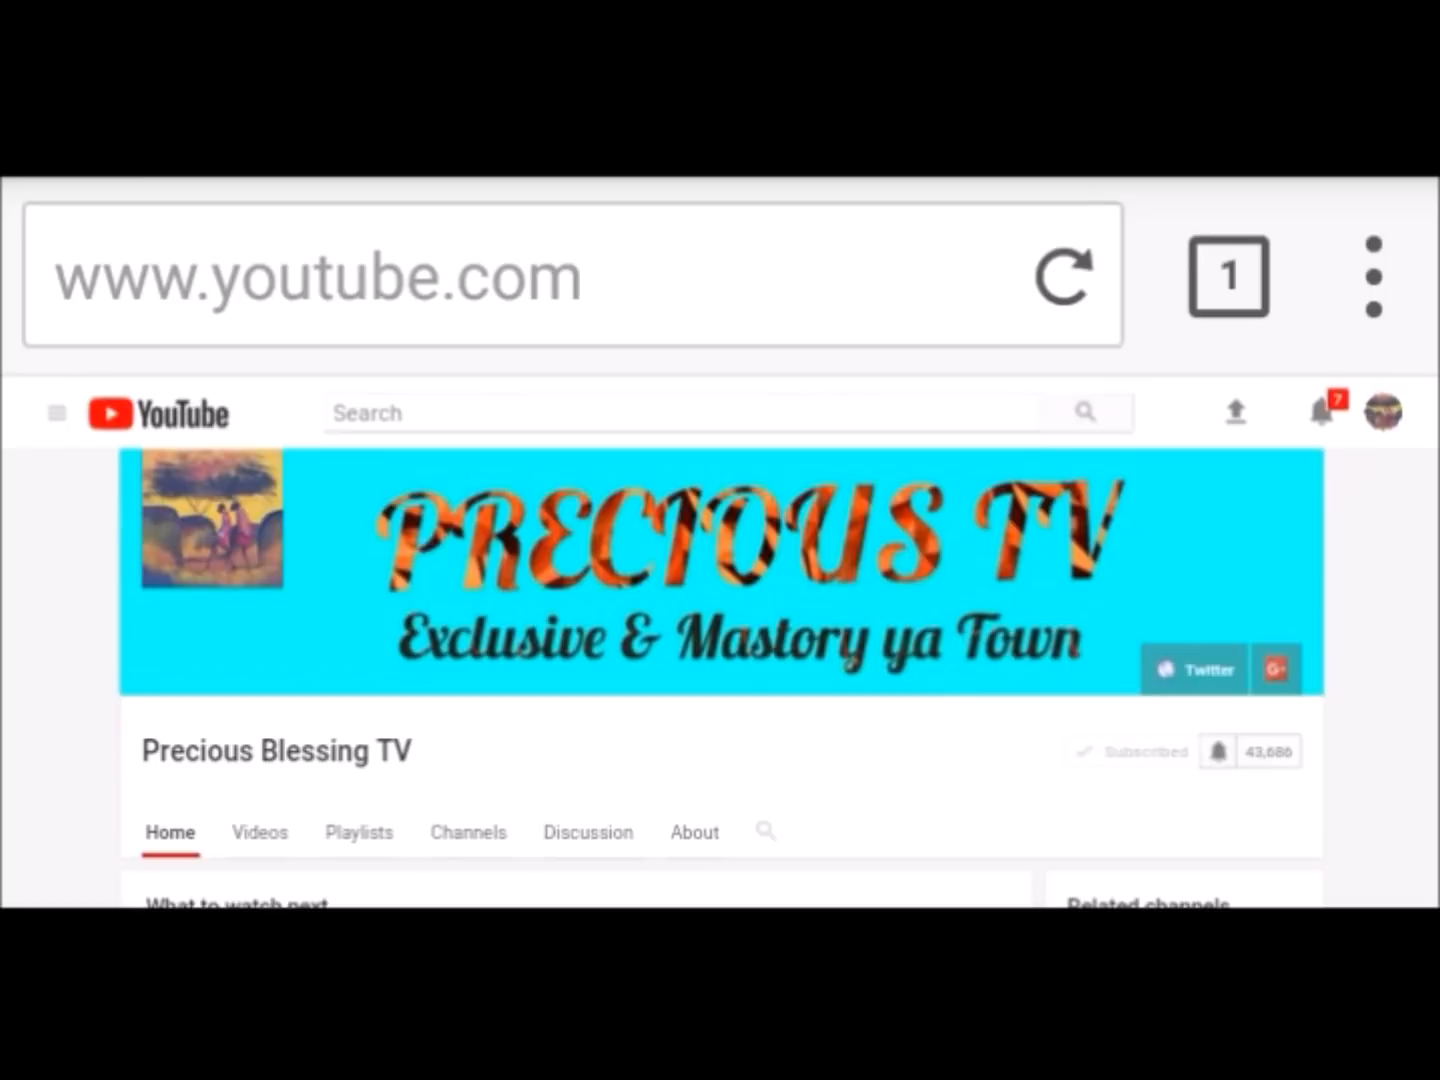 www.youtube.com
1
YouTube
Search
7
PRECIOUS TV
Exclusive & Mastory ya Town
Twitter
G+
Precious Blessing TV
Subscribed
43,686
Home
Videos
Playlists
Channels
Discussion
About
What to watch next
Related channels